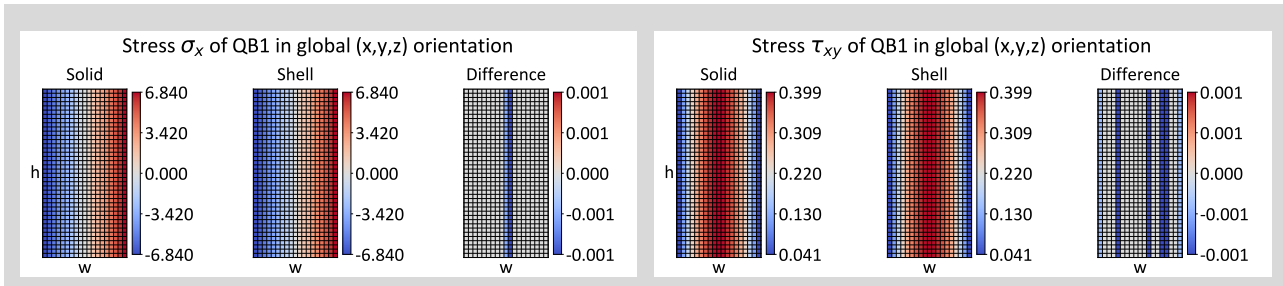 Stress σx of QB1 in global (x,y,z) orientation
Solid Shell Difference
6.840 6.840 0.001
3.420 3.420 0.001
h 0.000 0.000 0.000
-3.420 -3.420 -0.001
-6.840 -6.840 -0.001
w w w
Stress τxy of QB1 in global (x,y,z) orientation
Solid Shell Difference
0.399 0.399 0.001
0.309 0.309 0.001
h 0.220 0.220 0.000
0.130 0.130 -0.001
0.041 0.041 -0.001
w w w